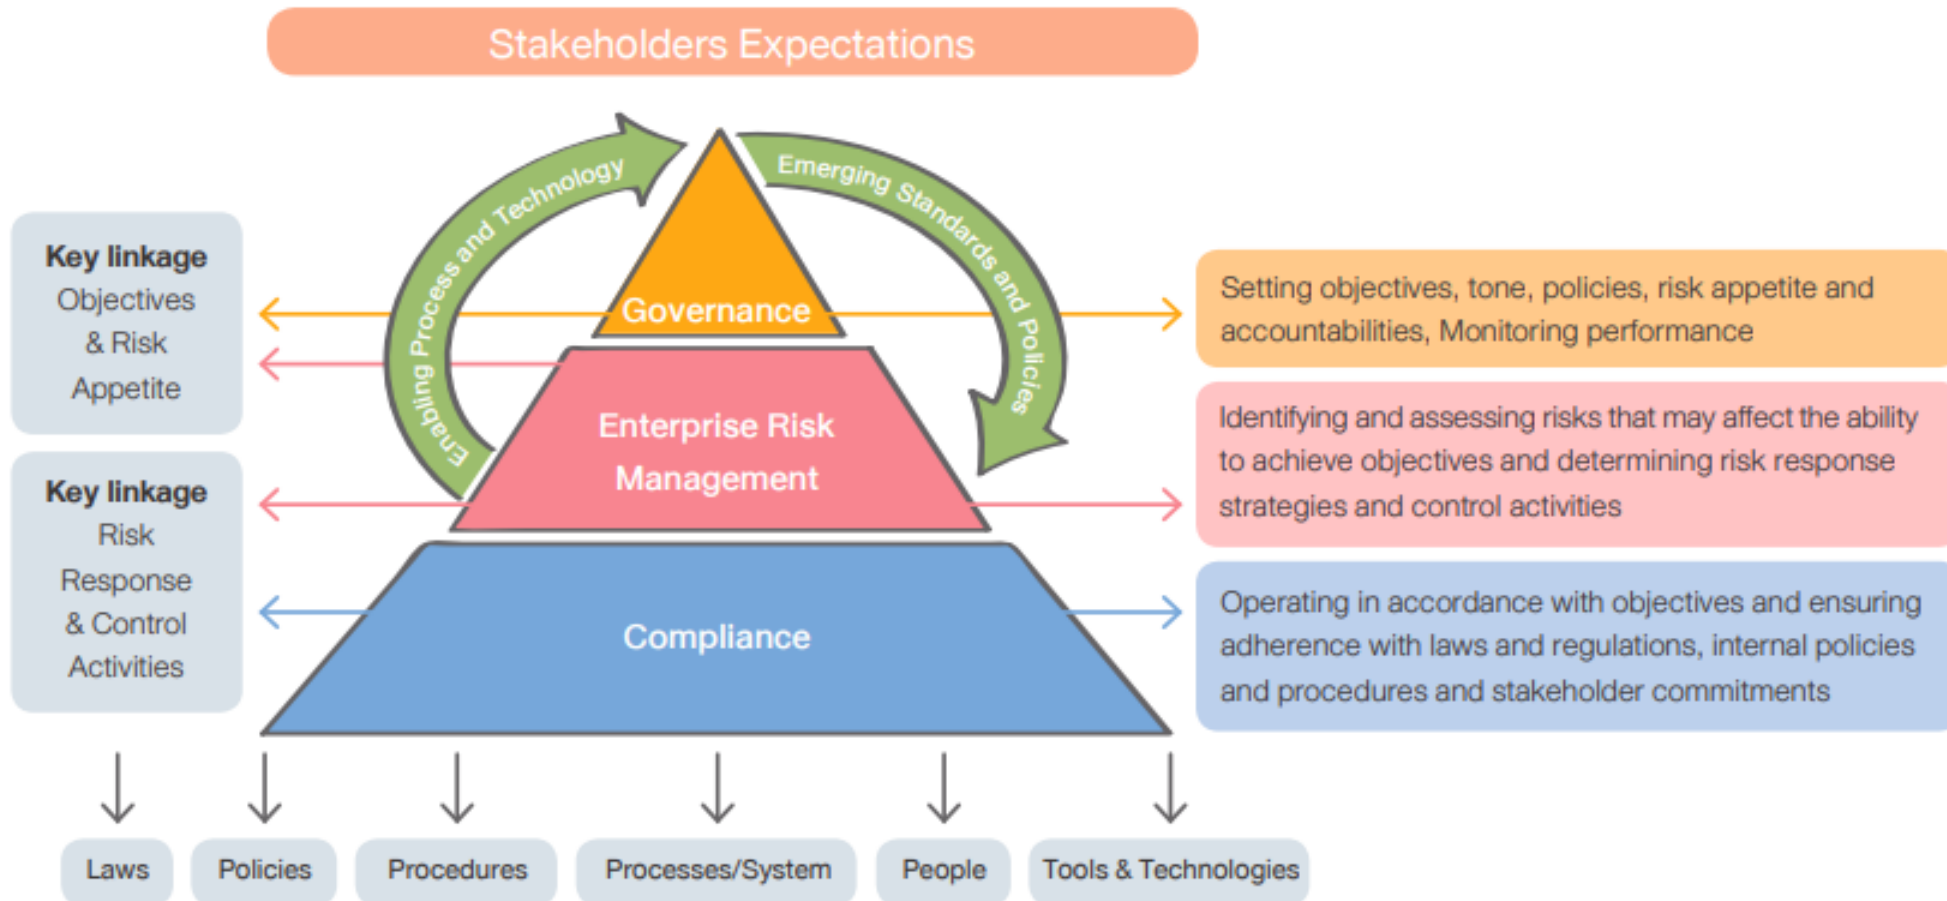 Stakeholders Expectations
Enabling Process and Technology
Emerging Standards and Policies
Key linkage
Objectives
& Risk
Appetite
Key linkage
Risk
Response
& Control
Activities
Governance
Enterprise Risk
Management
Compliance
Setting objectives, tone, policies, risk appetite and
accountabilities, Monitoring performance
Identifying and assessing risks that may affect the ability
to achieve objectives and determining risk response
strategies and control activities
Operating in accordance with objectives and ensuring
adherence with laws and regulations, internal policies
and procedures and stakeholder commitments
Laws
Policies
Procedures
Processes/System
People
Tools & Technologies